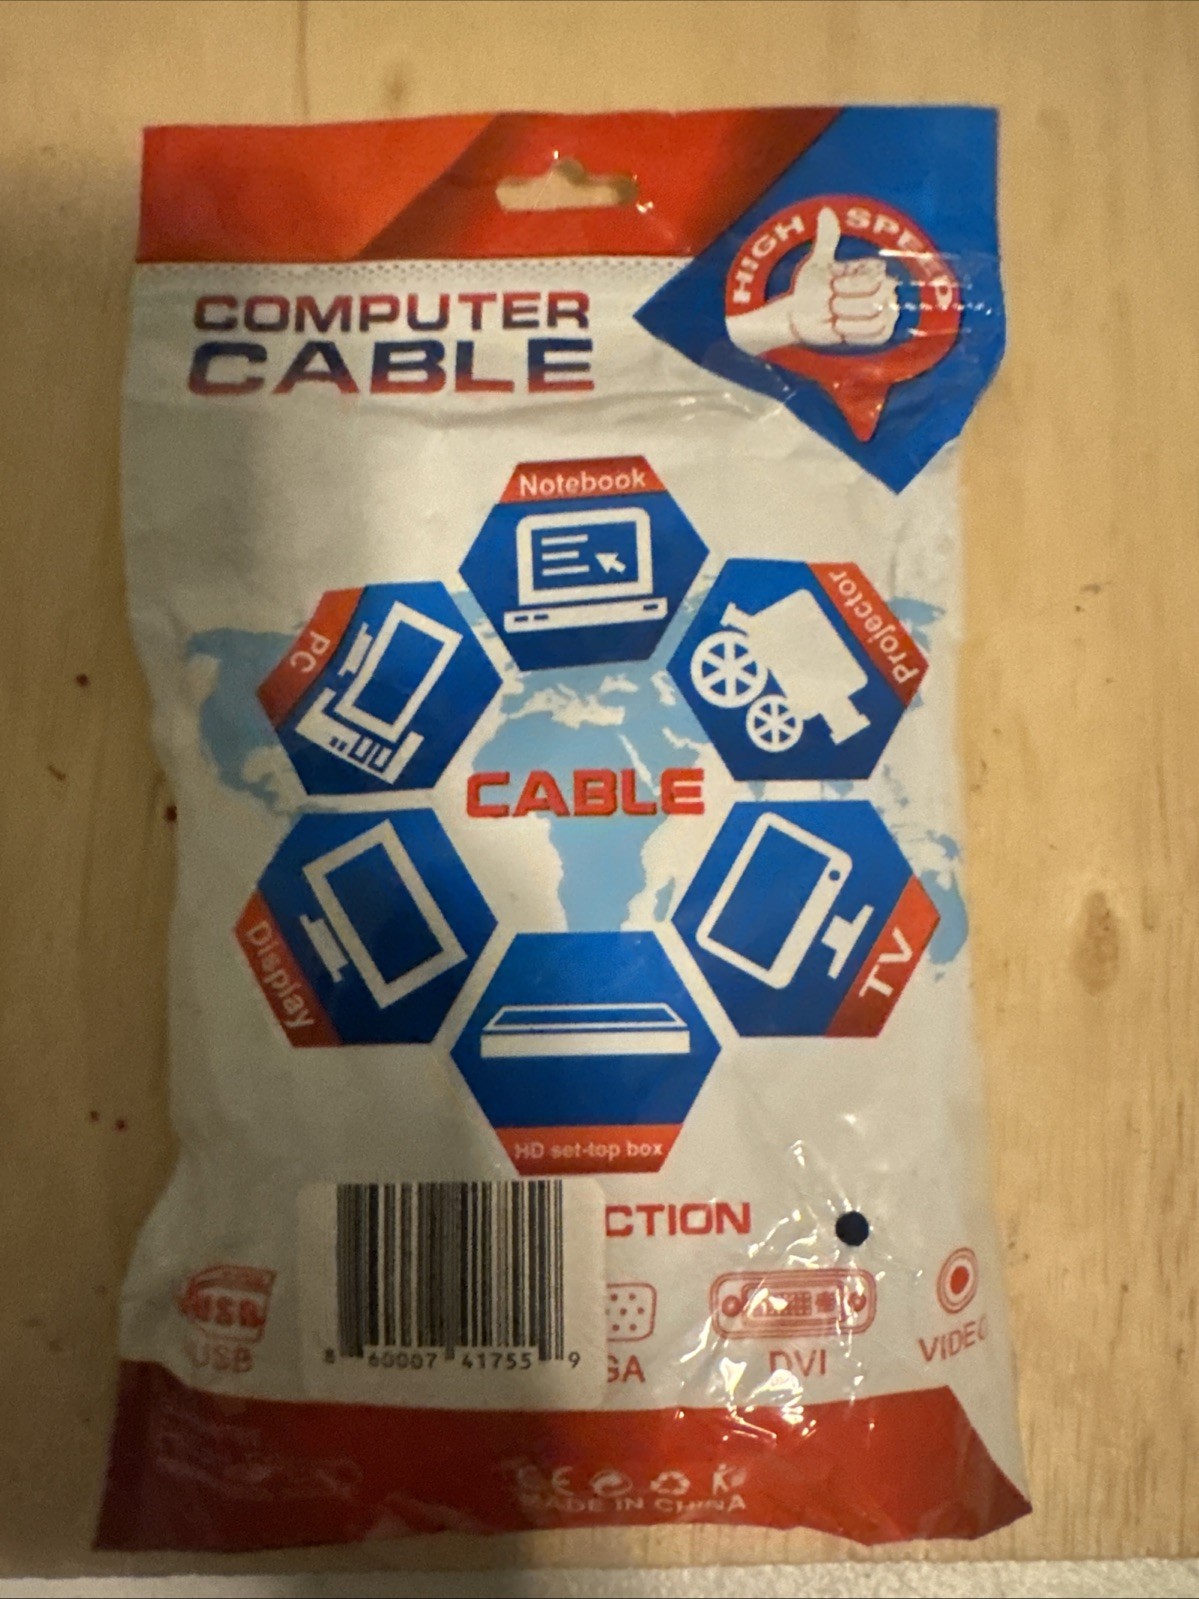 HIGH SPEED
COMPUTER
CABLE
Notebook
PC
Projector
CABLE
Display
TV
HD set-top box
CTION
USB
USB
GA
DVI
VIDEO
8 60007 41755 9
CE
MADE IN CHINA